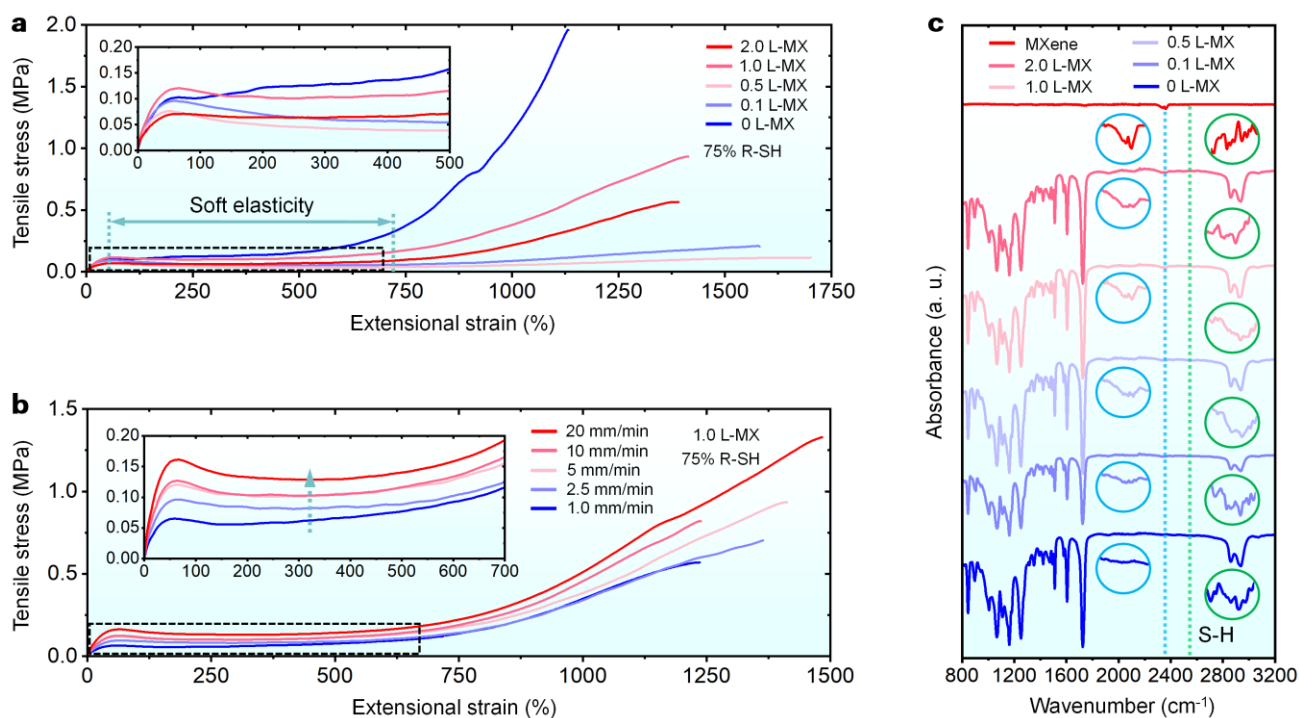 a
Tensile stress (MPa)
2.0
1.5
1.0
0.5
0.0
0.20
0.15
0.10
0.05
0.00
0 100 200 300 400 500
2.0 L-MX
1.0 L-MX
0.5 L-MX
0.1 L-MX
0 L-MX
75% R-SH
Soft elasticity
0 250 500 750 1000 1250 1500 1750
Extensional strain (%)
b
Tensile stress (MPa)
1.5
1.0
0.5
0.0
0.20
0.15
0.10
0.05
0.00
0 100 200 300 400 500 600 700
20 mm/min
10 mm/min
5 mm/min
2.5 mm/min
1.0 mm/min
1.0 L-MX
75% R-SH
0 250 500 750 1000 1250 1500
Extensional strain (%)
c
Absorbance (a. u.)
MXene
2.0 L-MX
1.0 L-MX
0.5 L-MX
0.1 L-MX
0 L-MX
S-H
800 1200 1600 2000 2400 2800 3200
Wavenumber (cm⁻¹)